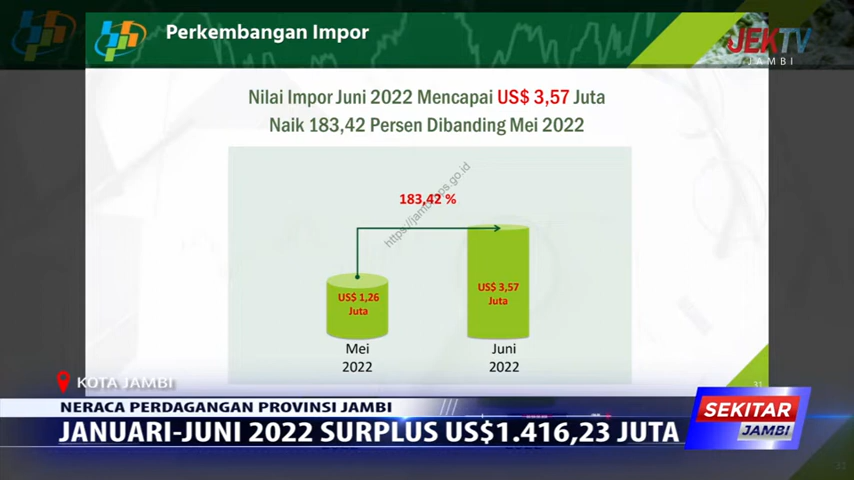 Perkembangan Impor
JEKTV
JAMBI
Nilai Impor Juni 2022 Mencapai US$ 3,57 Juta
Naik 183,42 Persen Dibanding Mei 2022
183,42 %
https://jambi.bps.go.id
US$ 1,26
Juta
US$ 3,57
Juta
Mei
2022
Juni
2022
31
KOTA JAMBI
NERACA PERDAGANGAN PROVINSI JAMBI
JANUARI-JUNI 2022 SURPLUS US$1.416,23 JUTA
SEKITAR
JAMBI
31